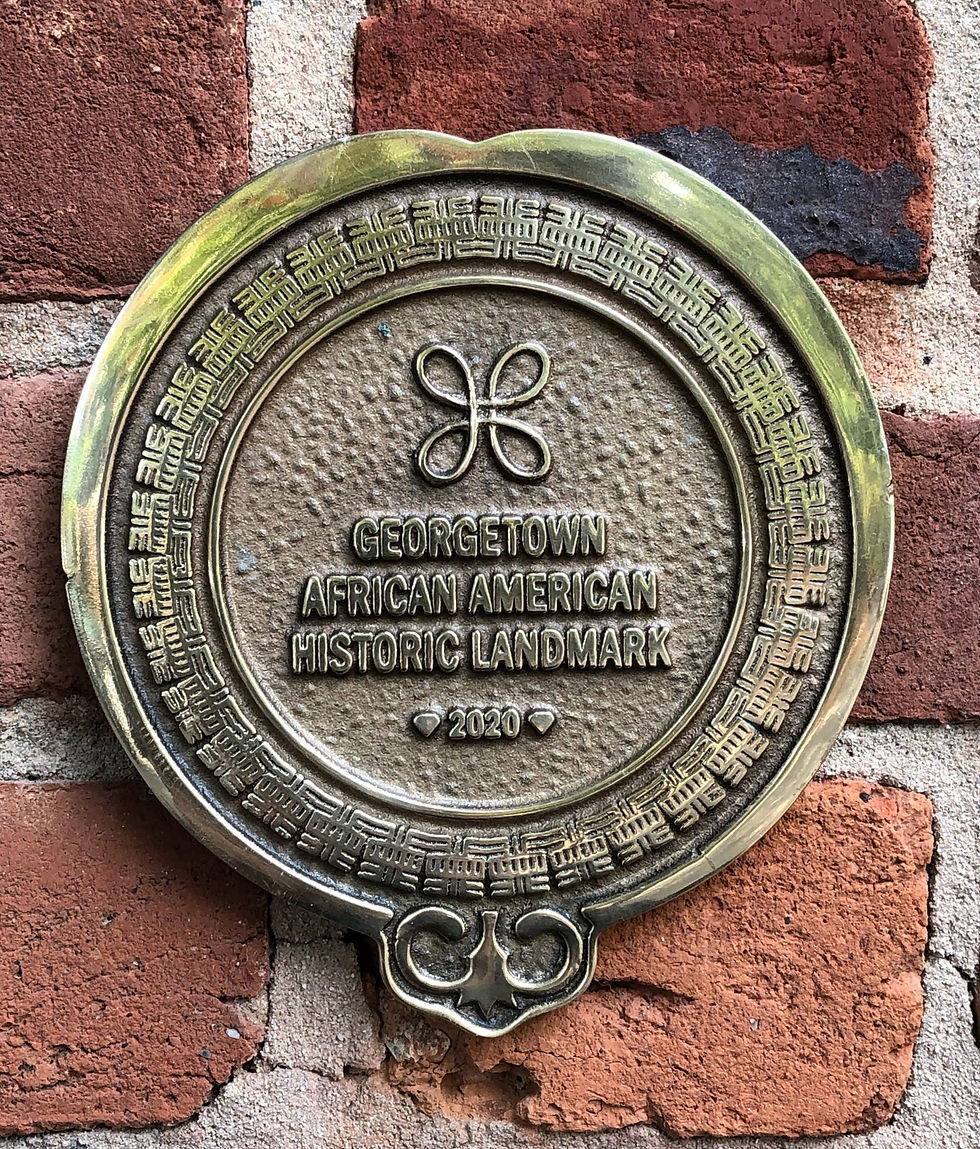 GEORGETOWN
AFRICAN AMERICAN
HISTORIC LANDMARK
2020